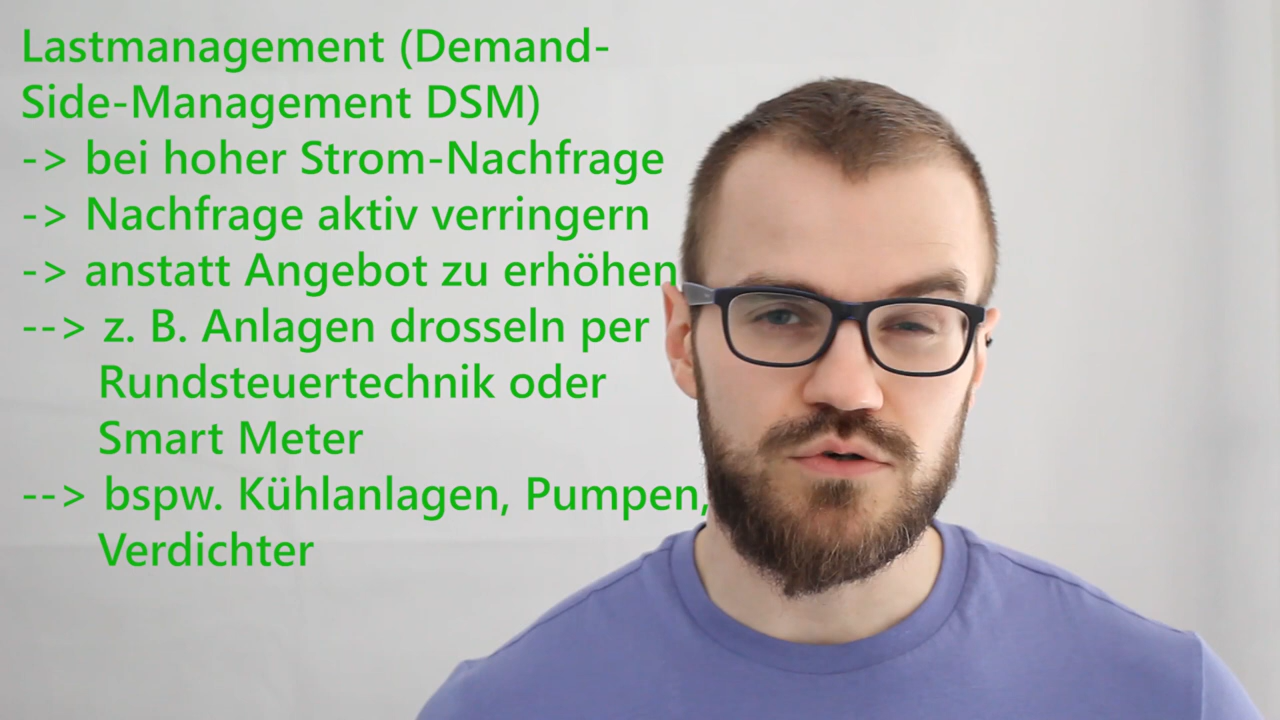 Lastmanagement (Demand-
Side-Management DSM)
-> bei hoher Strom-Nachfrage
-> Nachfrage aktiv verringern
-> anstatt Angebot zu erhöhen
--> z. B. Anlagen drosseln per
Rundsteuertechnik oder
Smart Meter
--> bspw. Kühlanlagen, Pumpen,
Verdichter